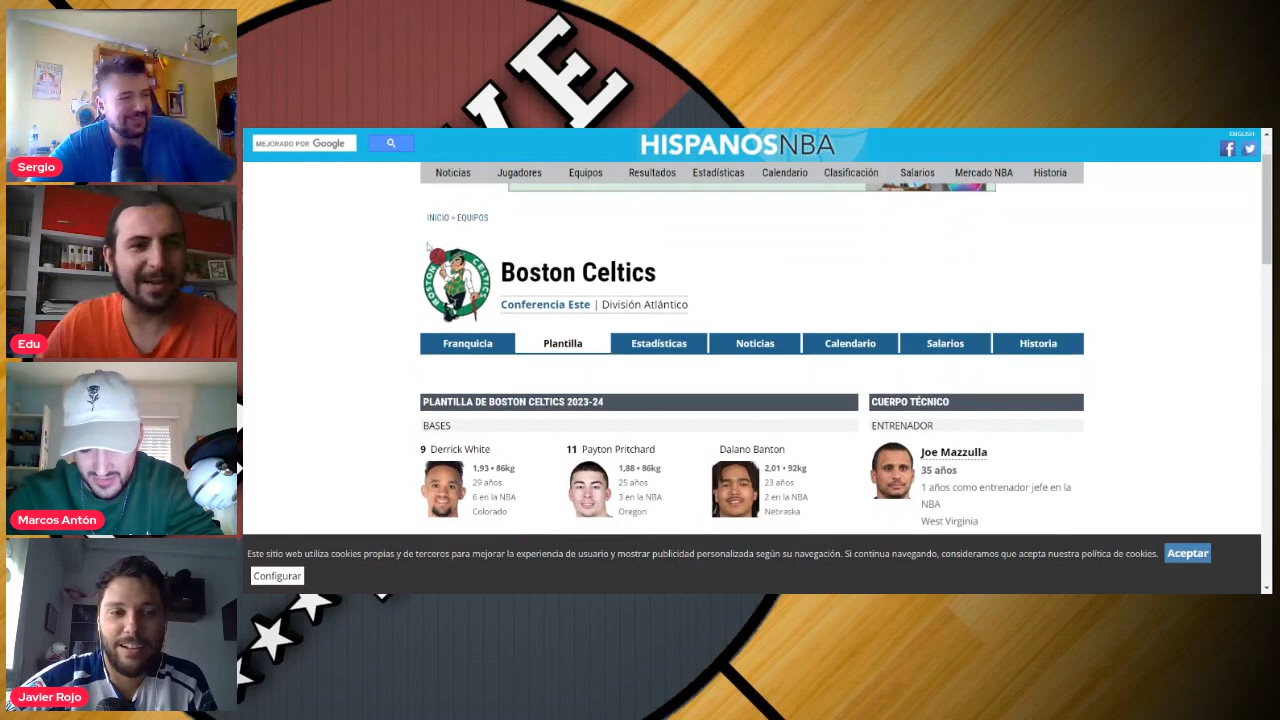 Sergio
Edu
Marcos Antón
Javier Rojo
VE
MEJORADO POR Google
HISPANOSNBA
ENGLISH
Noticias Jugadores Equipos Resultados Estadísticas Calendario Clasificación Salarios Mercado NBA Historia
INICIO > EQUIPOS
BOSTON CELTICS
Boston Celtics
Conferencia Este | División Atlántico
Franquicia Plantilla Estadísticas Noticias Calendario Salarios Historia
PLANTILLA DE BOSTON CELTICS 2023-24
CUERPO TÉCNICO
BASES
ENTRENADOR
9 Derrick White
1,93 • 86kg
29 años
6 en la NBA
Colorado
11 Payton Pritchard
1,88 • 86kg
25 años
3 en la NBA
Oregon
Dalano Banton
2,01 • 92kg
23 años
2 en la NBA
Nebraska
Joe Mazzulla
35 años
1 años como entrenador jefe en la
NBA
West Virginia
Este sitio web utiliza cookies propias y de terceros para mejorar la experiencia de usuario y mostrar publicidad personalizada según su navegación. Si continua navegando, consideramos que acepta nuestra política de cookies. Aceptar
Configurar